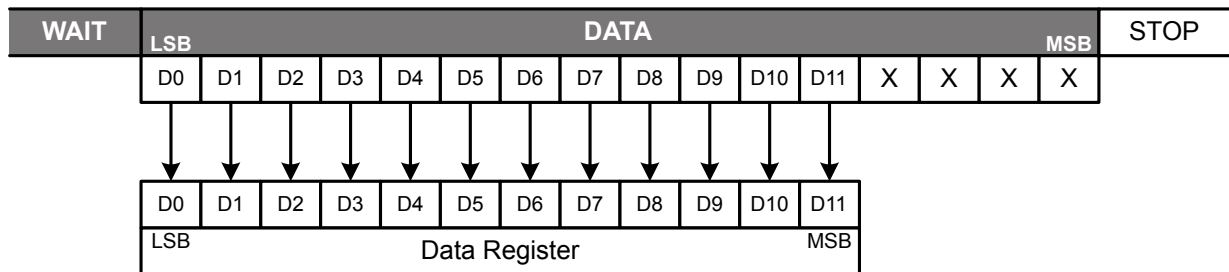 WAIT DATA STOP
LSB MSB
D0 D1 D2 D3 D4 D5 D6 D7 D8 D9 D10 D11 X X X X
D0 D1 D2 D3 D4 D5 D6 D7 D8 D9 D10 D11
LSB Data Register MSB